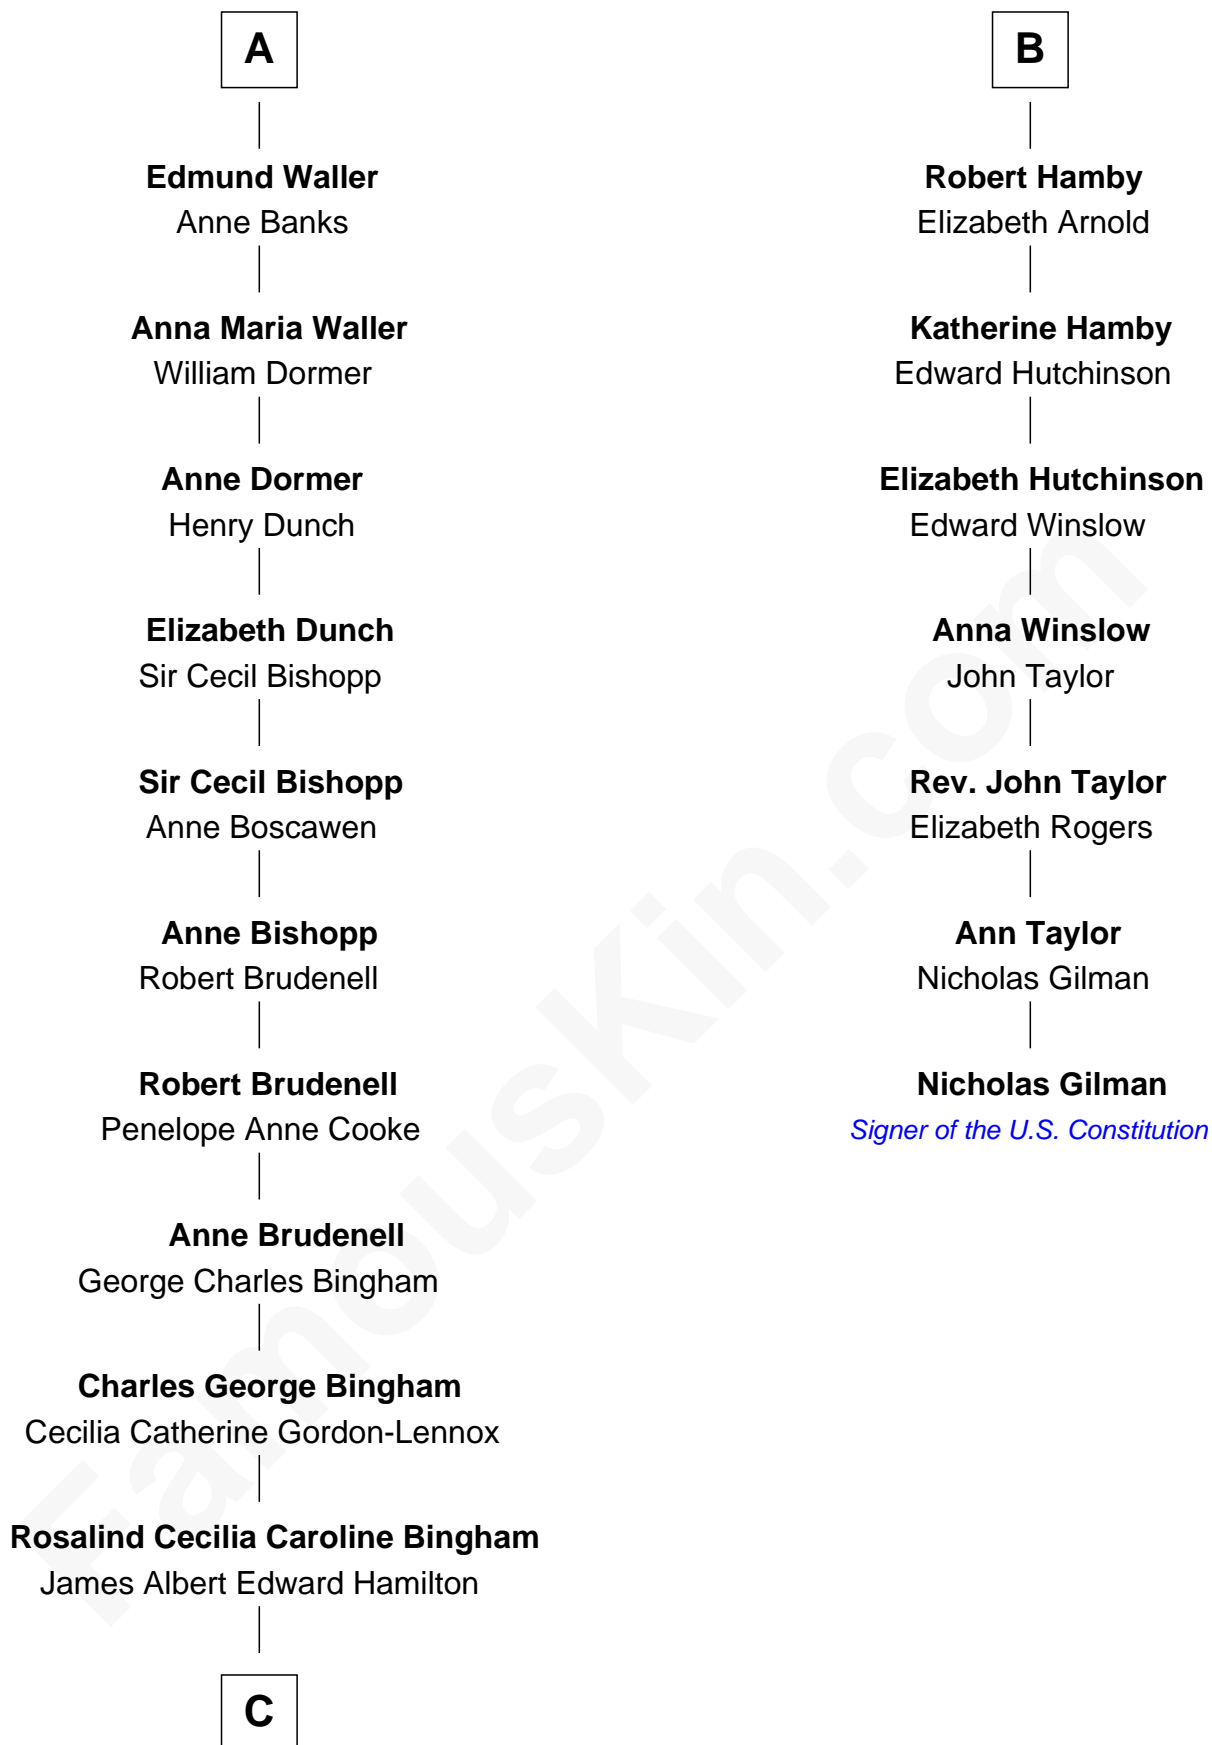 A
Edmund Waller
Anne Banks
Anna Maria Waller
William Dormer
Anne Dormer
Henry Dunch
Elizabeth Dunch
Sir Cecil Bishopp
Sir Cecil Bishopp
Anne Boscawen
Anne Bishopp
Robert Brudenell
Robert Brudenell
Penelope Anne Cooke
Anne Brudenell
George Charles Bingham
Charles George Bingham
Cecilia Catherine Gordon-Lennox
Rosalind Cecilia Caroline Bingham
James Albert Edward Hamilton
C
B
Robert Hamby
Elizabeth Arnold
Katherine Hamby
Edward Hutchinson
Elizabeth Hutchinson
Edward Winslow
Anna Winslow
John Taylor
Rev. John Taylor
Elizabeth Rogers
Ann Taylor
Nicholas Gilman
Nicholas Gilman
Signer of the U.S. Constitution
FamousKin.com